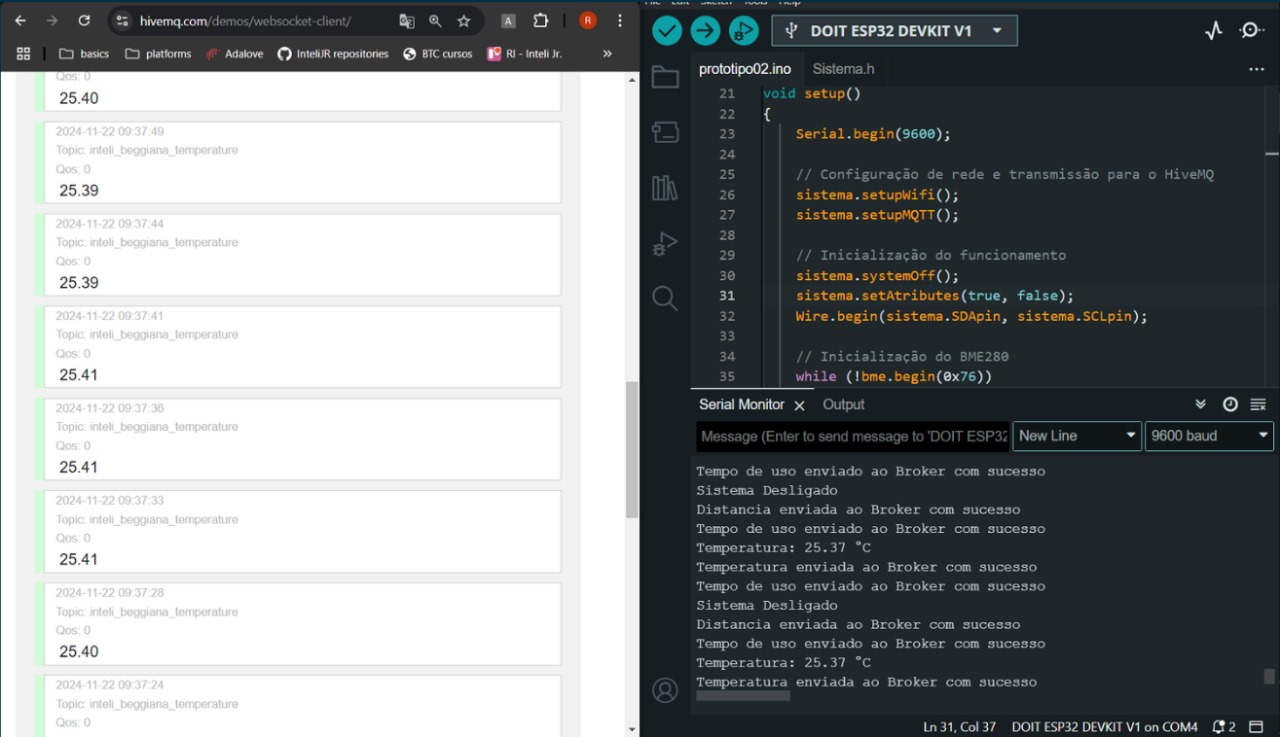 hivemq.com/demos/websocket-client/
A
R
basics
platforms
Adalove
InteliJR repositories
BTC cursos
RI - Inteli Jr.
»
Qos: 0
25.40
2024-11-22 09:37:49
Topic: inteli_beggiana_temperature
Qos: 0
25.39
2024-11-22 09:37:44
Topic: inteli_beggiana_temperature
Qos: 0
25.39
2024-11-22 09:37:41
Topic: inteli_beggiana_temperature
Qos: 0
25.41
2024-11-22 09:37:36
Topic: inteli_beggiana_temperature
Qos: 0
25.41
2024-11-22 09:37:33
Topic: inteli_beggiana_temperature
Qos: 0
25.41
2024-11-22 09:37:28
Topic: inteli_beggiana_temperature
Qos: 0
25.40
2024-11-22 09:37:24
Topic: inteli_beggiana_temperature
Qos: 0
File Edit Sketch Tools Help
DOIT ESP32 DEVKIT V1
prototipo02.ino Sistema.h
21 void setup()
22 {
23 Serial.begin(9600);
24
25 // Configuração de rede e transmissão para o HiveMQ
26 sistema.setupWifi();
27 sistema.setupMQTT();
28
29 // Inicialização do funcionamento
30 sistema.systemOff();
31 sistema.setAtributes(true, false);
32 Wire.begin(sistema.SDApin, sistema.SCLpin);
33
34 // Inicialização do BME280
35 while (!bme.begin(0x76))
Serial Monitor Output
Message (Enter to send message to 'DOIT ESP32
New Line
9600 baud
Tempo de uso enviado ao Broker com sucesso
Sistema Desligado
Distancia enviada ao Broker com sucesso
Tempo de uso enviado ao Broker com sucesso
Temperatura: 25.37 °C
Temperatura enviada ao Broker com sucesso
Tempo de uso enviado ao Broker com sucesso
Sistema Desligado
Distancia enviada ao Broker com sucesso
Tempo de uso enviado ao Broker com sucesso
Temperatura: 25.37 °C
Temperatura enviada ao Broker com sucesso
Ln 31, Col 37 DOIT ESP32 DEVKIT V1 on COM4 2